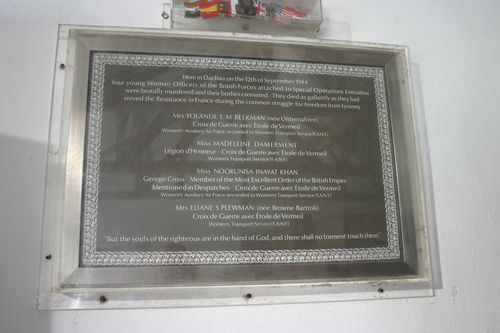 Here in Dachau on the 12th of September 1944
four young Woman Officers of the British Forces attached to Special Operations Executive
were brutally murdered and their bodies cremated. They died as gallantly as they had
served the Resistance in France during the common struggle for freedom from tyranny
Mrs YOLANDE E M BEEKMAN (née Unternahrer)
Croix de Guerre avec Étoile de Vermeil
Women's Auxiliary Air Force seconded to Women's Transport Service (F.A.N.Y.)
Miss MADELEINE DAMERMENT
Légion d'Honneur Croix de Guerre avec Étoile de Vermeil
Women's Transport Service (F.A.N.Y.)
Miss NOORUNISA INAYAT KHAN
George Cross Member of the Most Excellent Order of the British Empire
Mentioned in Despatches Croix de Guerre avec Étoile de Vermeil
Women's Auxiliary Air Force seconded to Women's Transport Service (F.A.N.Y.)
Mrs ELIANE S PLEWMAN (née Browne Bartroli)
Croix de Guerre avec Étoile de Vermeil
Women's Transport Service (F.A.N.Y.)
"But the souls of the righteous are in the hand of God, and there shall no torment touch them"